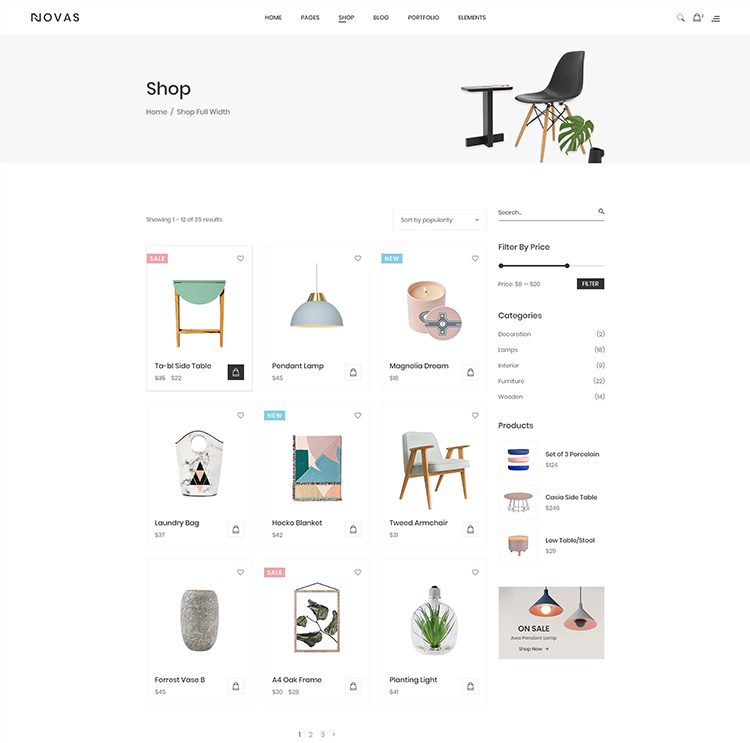 NOVAS
HOME PAGES SHOP BLOG PORTFOLIO ELEMENTS
2
Shop
Home / Shop Full Width
Showing 1 – 12 of 35 results
Sort by popularity
Search..
SALE
NEW
Ta-bl Side Table
$35 $22
Pendant Lamp
$45
Magnolia Dream
$18
Filter By Price
Price: $8 — $20
FILTER
Categories
Decoration (2)
Lamps (18)
Interior (9)
Furniture (22)
Wooden (14)
NEW
Laundry Bag
$37
Hocko Blanket
$42
Tweed Armchair
$31
Products
Set of 3 Porcelain
$124
Casia Side Table
$246
Low Table/Stool
$29
SALE
Forrest Vase B
$45
A4 Oak Frame
$30 $28
Planting Light
$41
ON SALE
Awa Pendant Lamp
Shop Now →
1 2 3 ›